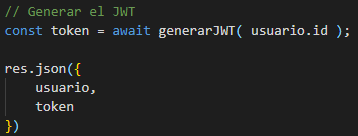 // Generar el JWT
const token = await generarJWT( usuario.id );
res.json({
usuario,
token
})